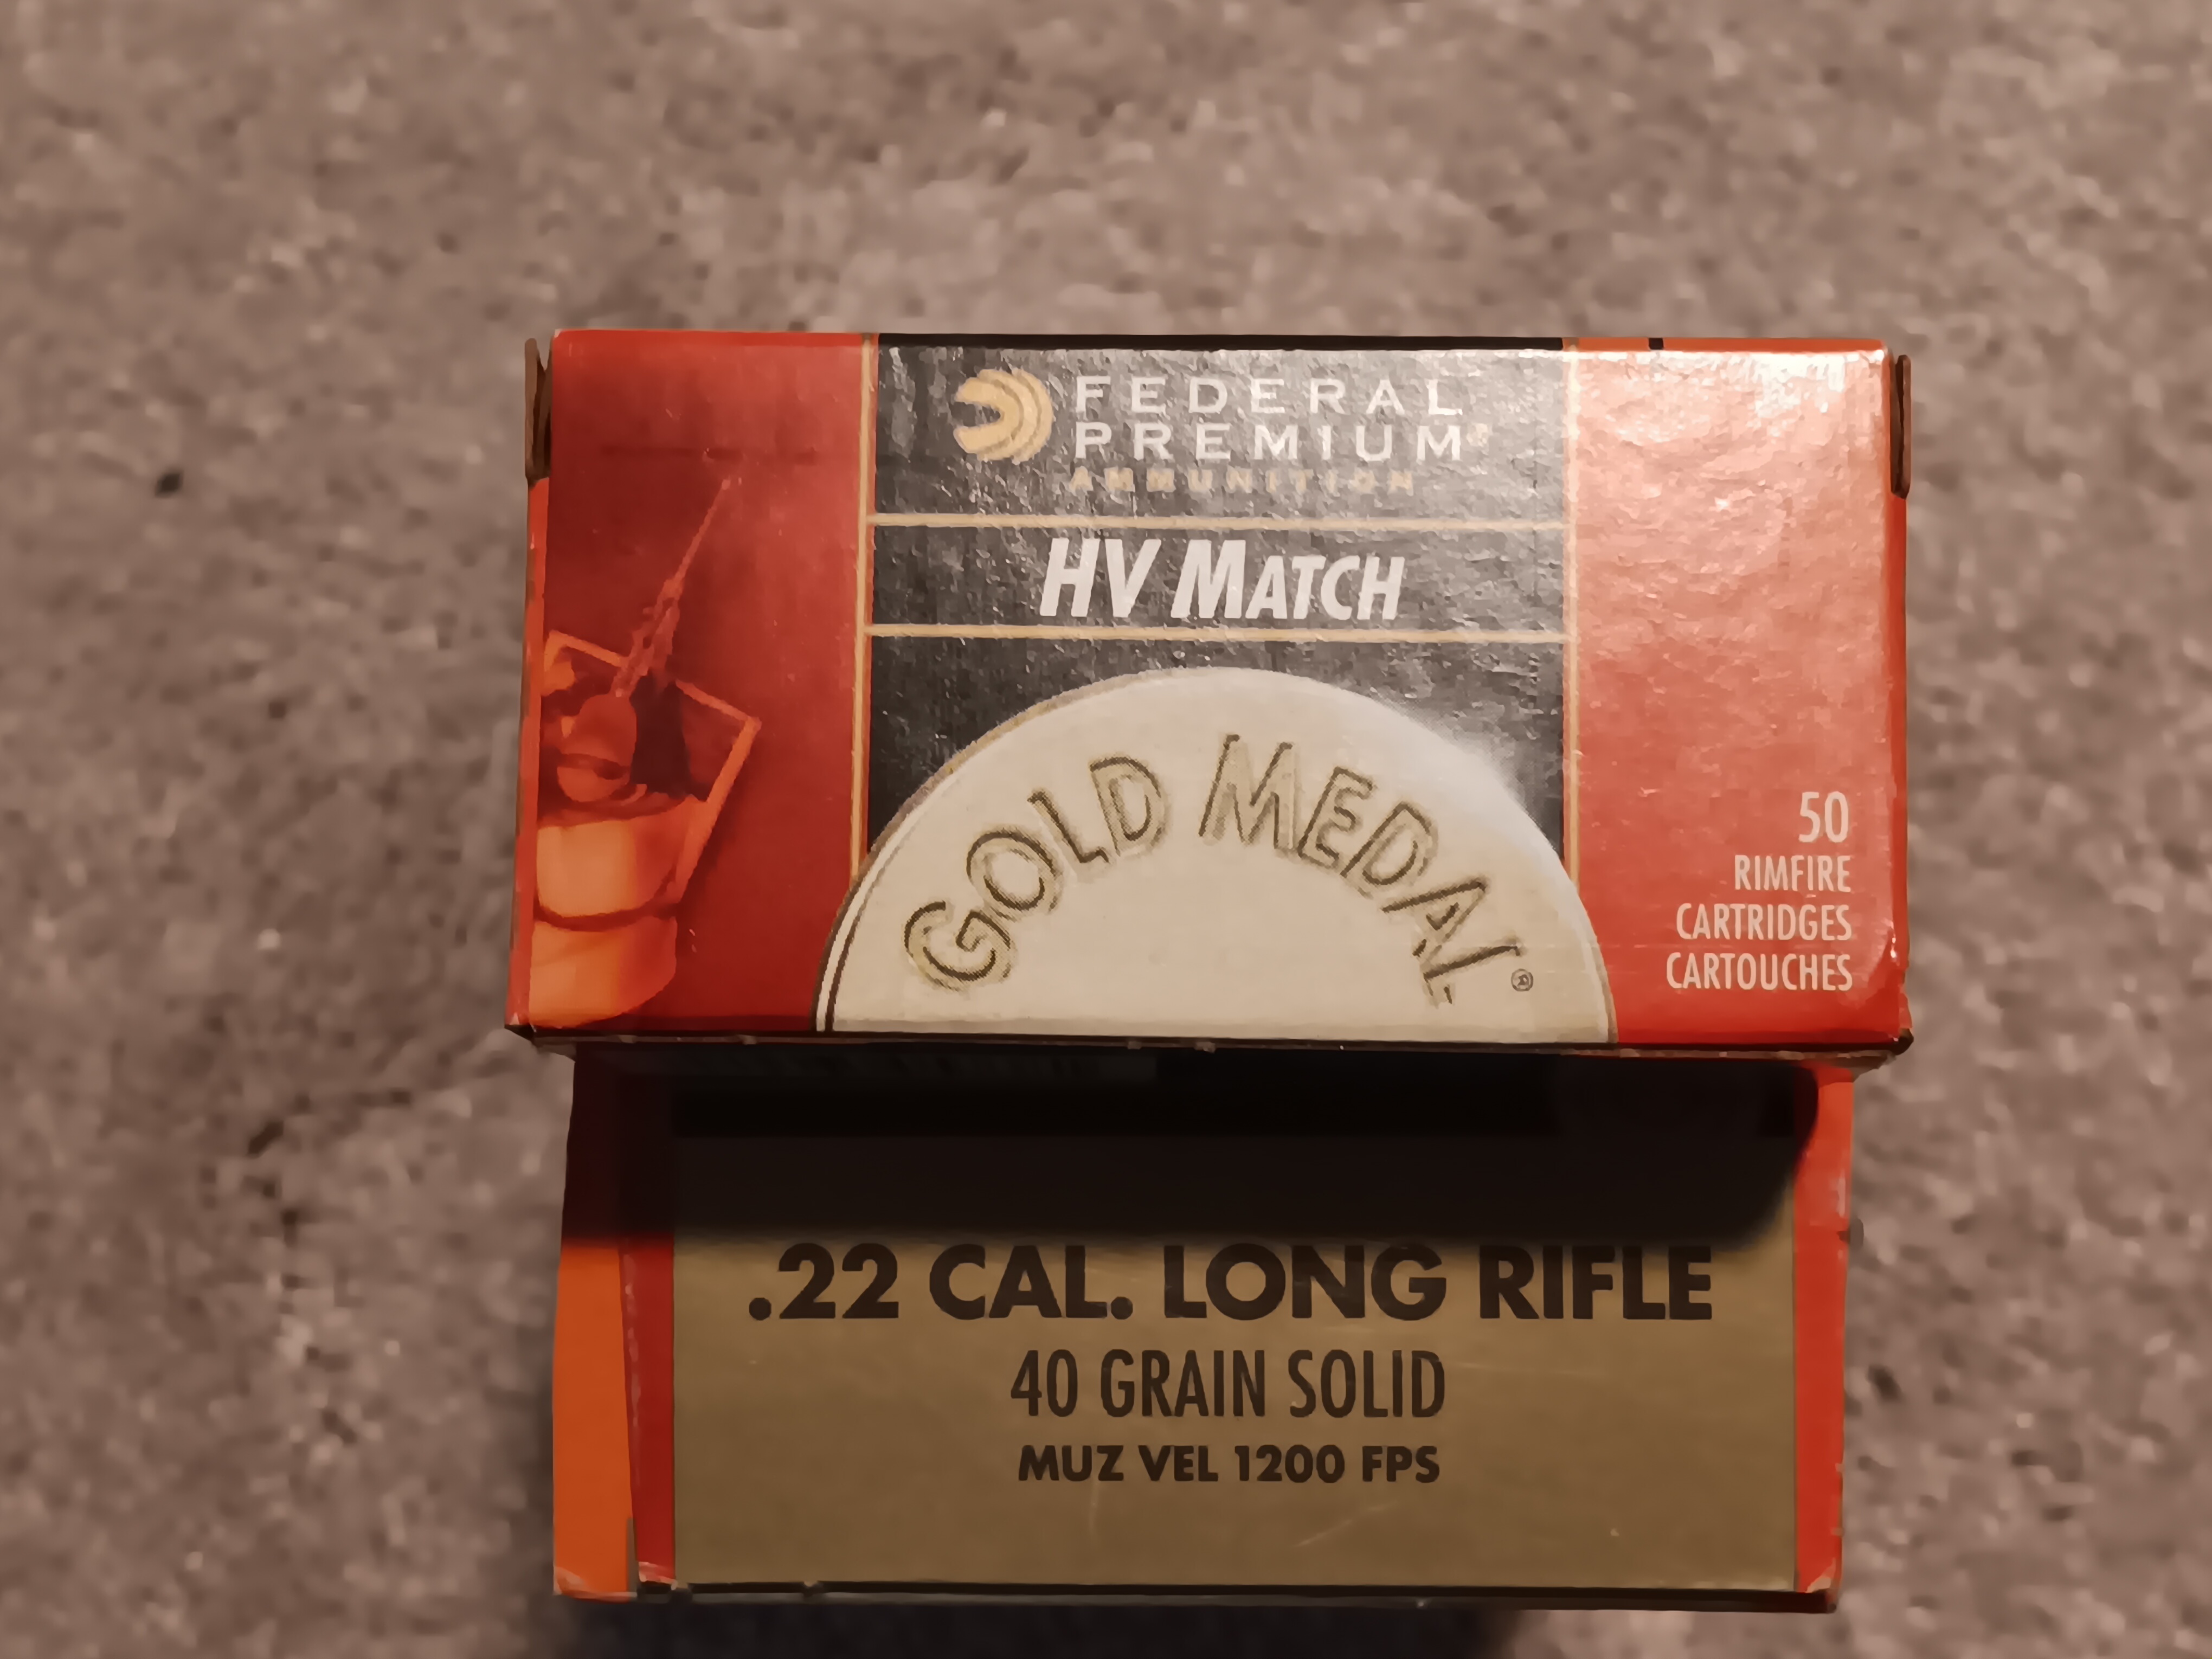 FEDERAL
PREMIUM®
AMMUNITION
HV MATCH
GOLD MEDAL®
50
RIMFIRE
CARTRIDGES
CARTOUCHES
.22 CAL. LONG RIFLE
40 GRAIN SOLID
MUZ VEL 1200 FPS